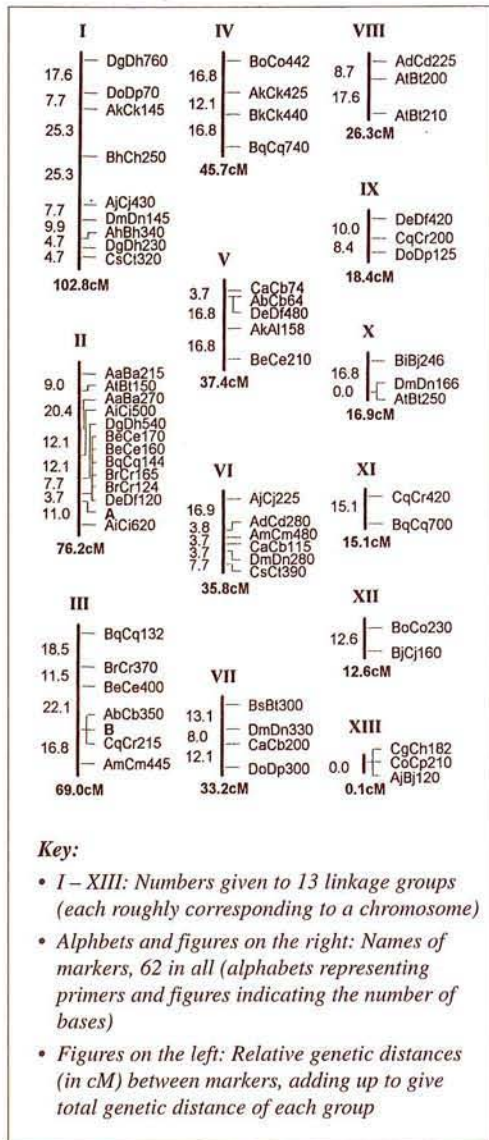 I
17.6
7.7
25.3
25.3
7.7
9.9
4.7
4.7
DgDh760
DoDp70
AkCk145
BhCh250
AjCj430
DmDn145
AhBh340
DgDh230
CsCt320
102.8cM
II
9.0
20.4
12.1
12.1
7.7
3.7
11.0
AaBa215
AtBt150
AaBa270
AiCi500
DgDh540
BeCe170
BeCe160
BqCq144
BrCr165
BrCr124
DeDf120
A
AiCi620
76.2cM
III
18.5
11.5
22.1
16.8
BqCq132
BrCr370
BeCe400
AbCb350
B
CqCr215
AmCm445
69.0cM
IV
16.8
12.1
16.8
BoCo442
AkCk425
BkCk440
BqCq740
45.7cM
V
3.7
16.8
16.8
CaCb74
AbCb64
DeDf480
AkAl158
BeCe210
37.4cM
VI
16.9
3.8
3.7
3.7
7.7
AjCj225
AdCd280
AmCm480
CaCb115
DmDn280
CsCt390
35.8cM
VII
13.1
8.0
12.1
BsBt300
DmDn330
CaCb200
DoDp300
33.2cM
VIII
8.7
17.6
AdCd225
AtBt200
AtBt210
26.3cM
IX
10.0
8.4
DeDf420
CqCr200
DoDp125
18.4cM
X
16.8
0.0
BiBj246
DmDn166
AtBt250
16.9cM
XI
15.1
CqCr420
BqCq700
15.1cM
XII
12.6
BoCo230
BjCj160
12.6cM
XIII
0.0
CgCh182
CoCp210
AjBj120
0.1cM
Key:
• I – XIII: Numbers given to 13 linkage groups
(each roughly corresponding to a chromosome)
• Alphbets and figures on the right: Names of
markers, 62 in all (alphabets representing
primers and figures indicating the number of
bases)
• Figures on the left: Relative genetic distances
(in cM) between markers, adding up to give
total genetic distance of each group